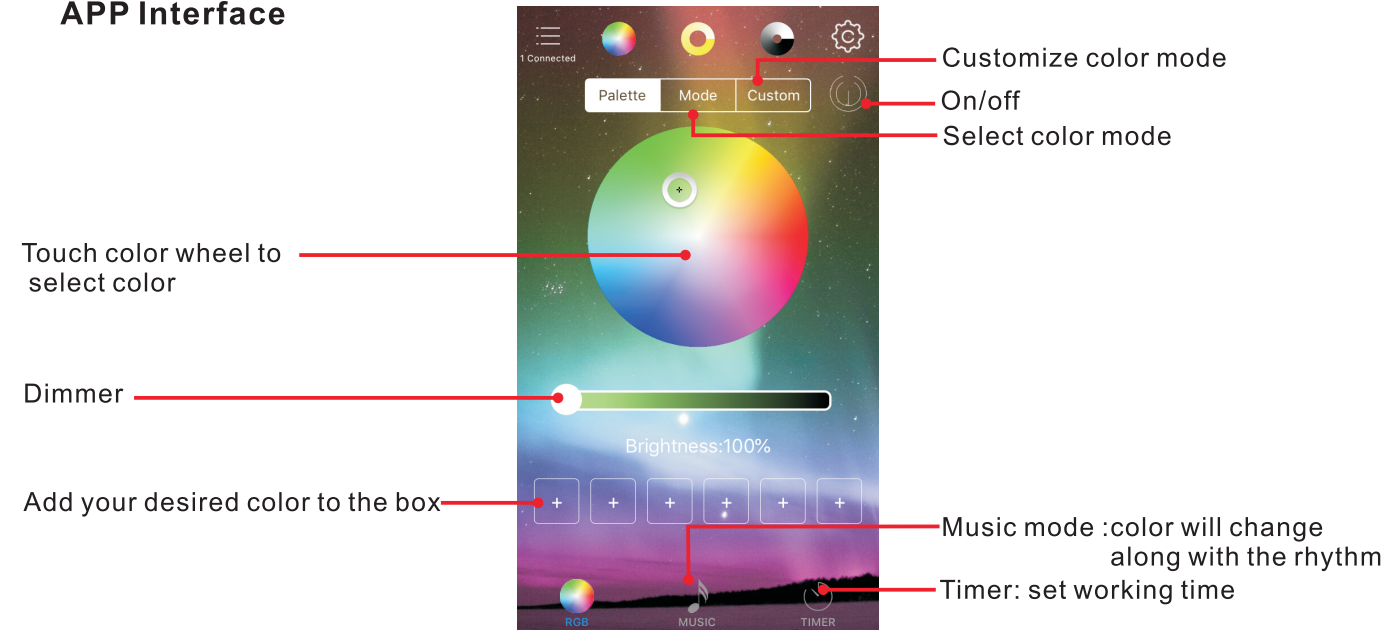 APP Interface
1 Connected
Palette Mode Custom
Customize color mode
On/off
Select color mode
Touch color wheel to
select color
Dimmer
Brightness:100%
Add your desired color to the box
+ + + + + +
Music mode :color will change
along with the rhythm
Timer: set working time
RGB MUSIC TIMER